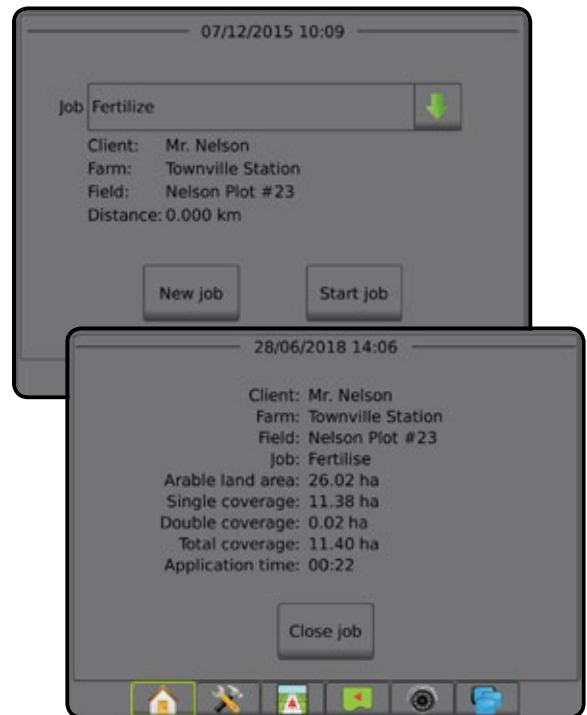 07/12/2015 10:09
Job Fertilize
Client: Mr. Nelson
Farm: Townville Station
Field: Nelson Plot #23
Distance: 0.000 km
New job Start job
28/06/2018 14:06
Client: Mr. Nelson
Farm: Townville Station
Field: Nelson Plot #23
Job: Fertilise
Arable land area: 26.02 ha
Single coverage: 11.38 ha
Double coverage: 0.02 ha
Total coverage: 11.40 ha
Application time: 00:22
Close job